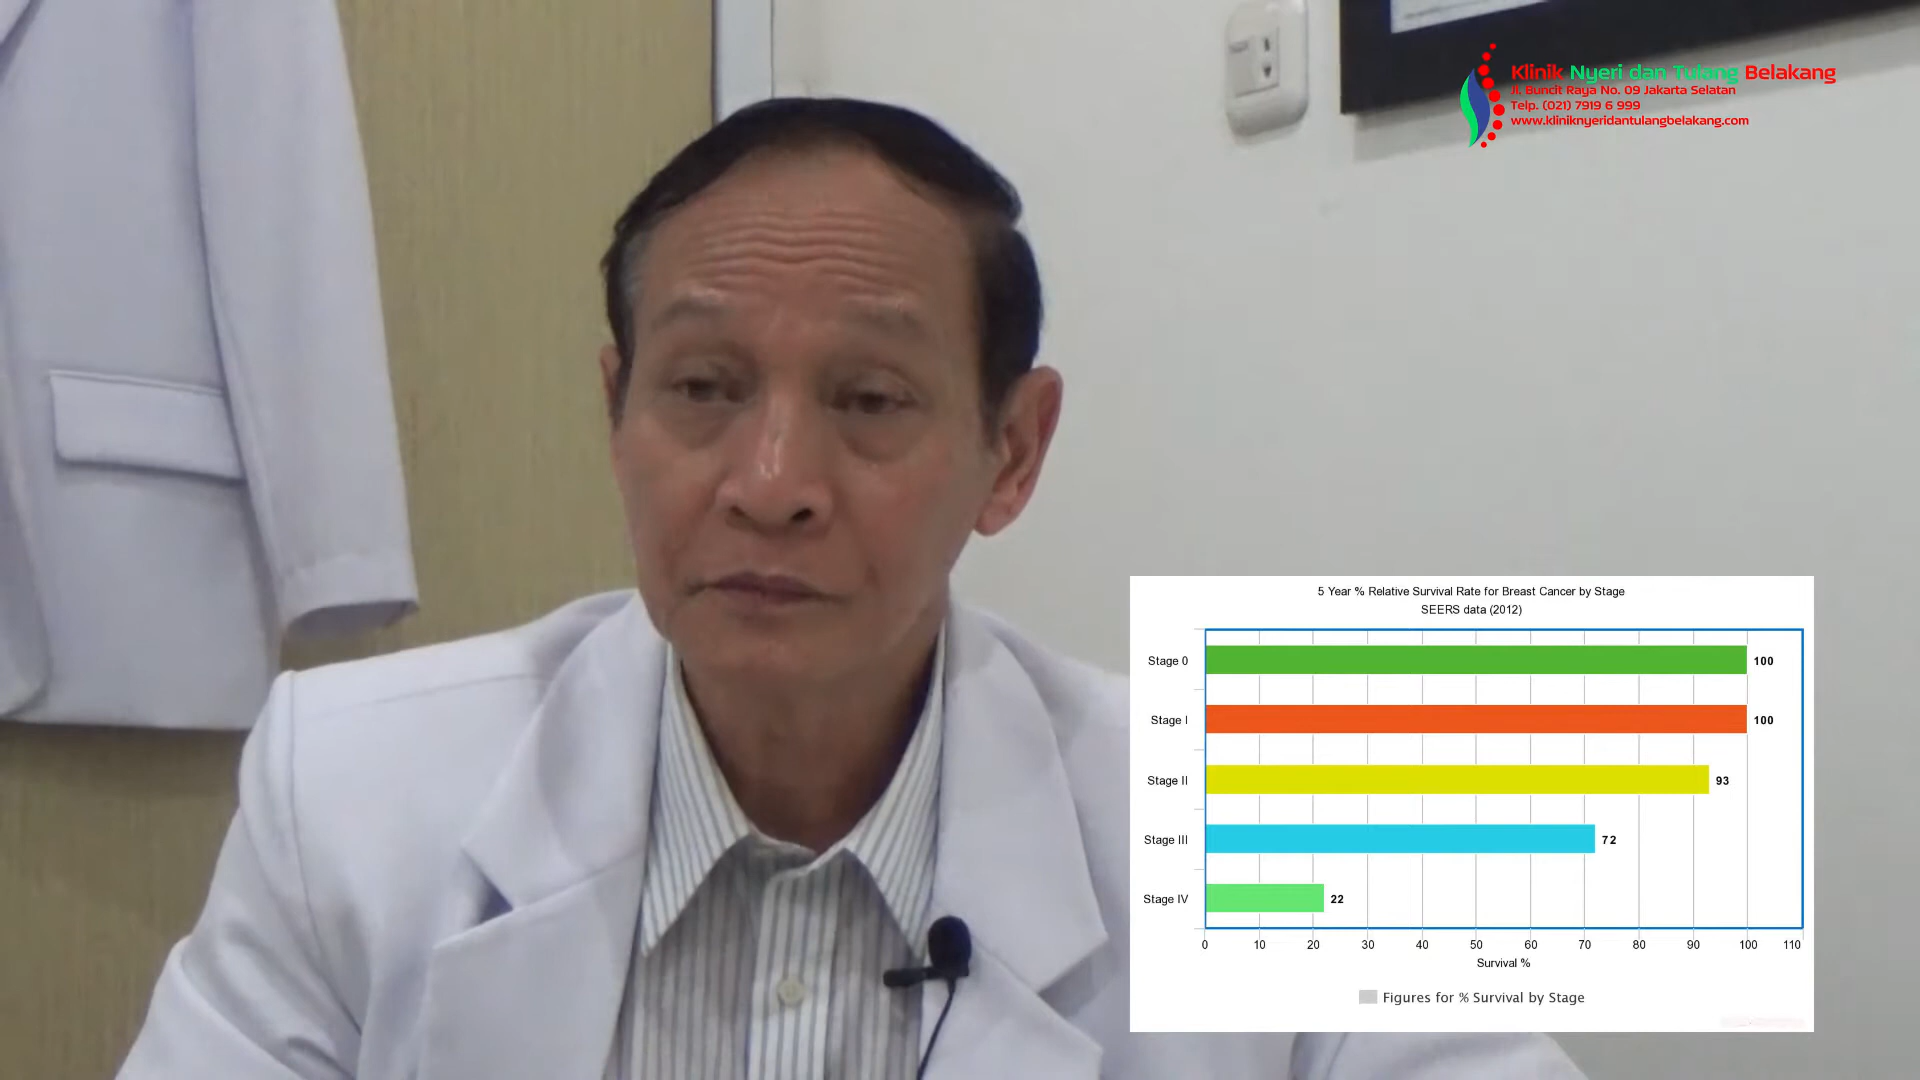 Klinik Nyeri dan Tulang Belakang
Jl. Buncit Raya No. 09 Jakarta Selatan
Telp. (021) 7919 6 999
www.kliniknyeridantulangbelakang.com
5 Year % Relative Survival Rate for Breast Cancer by Stage
SEERS data (2012)
Stage 0 100
Stage I 100
Stage II 93
Stage III 72
Stage IV 22
0 10 20 30 40 50 60 70 80 90 100 110
Survival %
Figures for % Survival by Stage